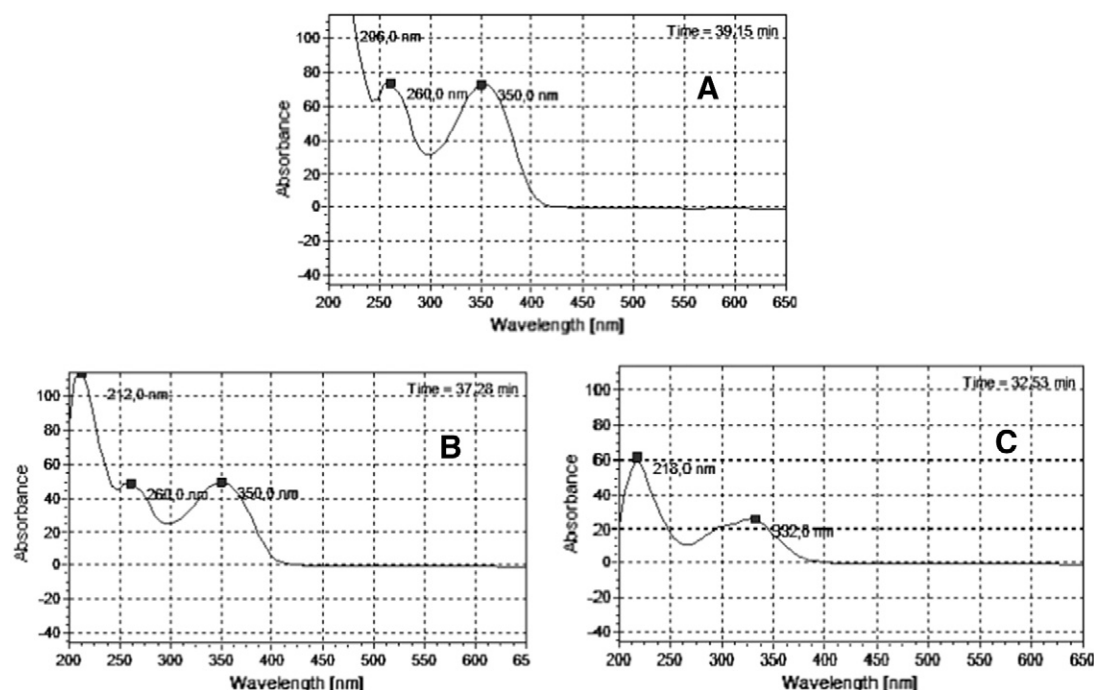 Time = 39,15 min
206,0 nm
260,0 nm
350,0 nm
A
Absorbance
100
80
60
40
20
0
-20
-40
200 250 300 350 400 450 500 550 600 650
Wavelength [nm]
Time = 37,28 min
212,0 nm
260,0 nm
350,0 nm
B
Absorbance
100
80
60
40
20
0
-20
-40
200 250 300 350 400 450 500 550 600 65
Wavelength [nm]
Time = 32,53 min
218,0 nm
332,0 nm
C
Absorbance
100
80
60
40
20
0
-20
-40
200 250 300 350 400 450 500 550 600 650
Wavelength [nm]